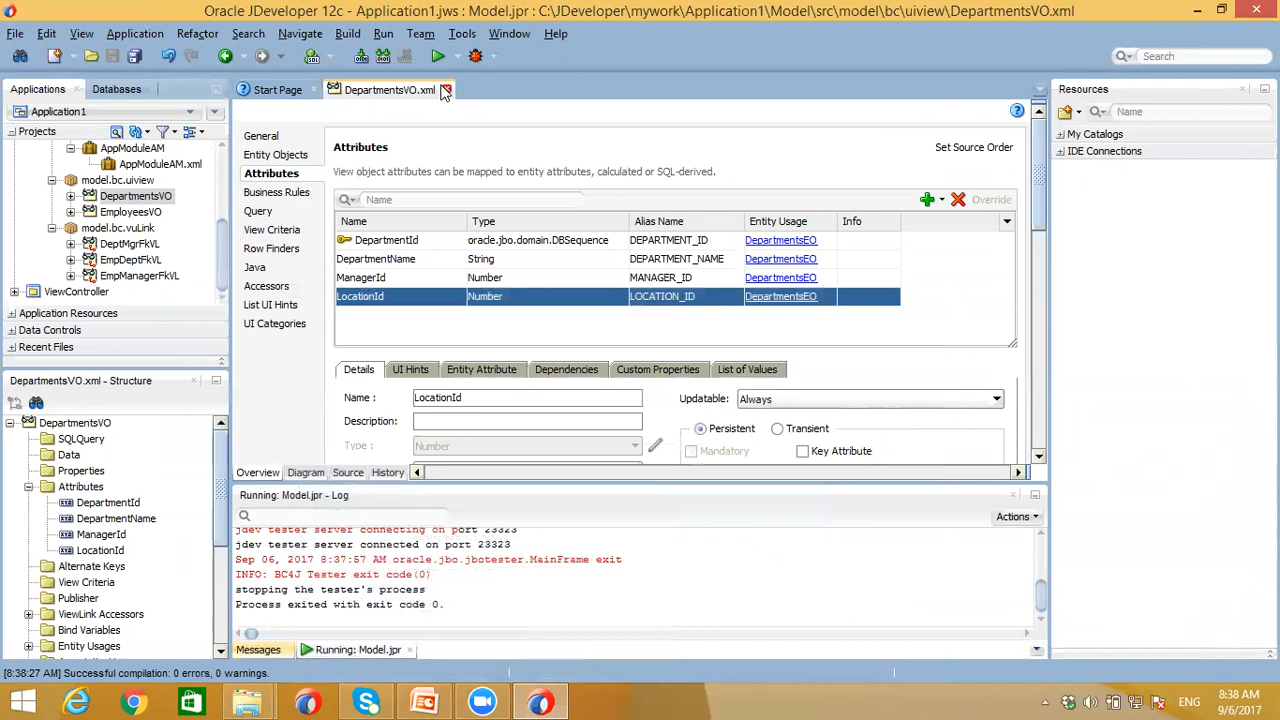 Oracle JDeveloper 12c - Application1.jws : Model.jpr : C:\JDeveloper\mywork\Application1\Model\src\model\bc\uiview\DepartmentsVO.xml
File Edit View Application Refactor Search Navigate Build Run Team Tools Window Help
Search
Applications Databases
Start Page DepartmentsVO.xml
Resources
Application1
Name
Projects
My Catalogs
IDE Connections
AppModuleAM
AppModuleAM.xml
model.bc.uiview
DepartmentsVO
EmployeesVO
model.bc.vuLink
DeptMgrFkVL
EmpDeptFkVL
EmpManagerFkVL
ViewController
Application Resources
Data Controls
Recent Files
General
Entity Objects
Attributes
Business Rules
Query
View Criteria
Row Finders
Java
Accessors
List UI Hints
UI Categories
Attributes Set Source Order
View object attributes can be mapped to entity attributes, calculated or SQL-derived.
Name Override
Name Type Alias Name Entity Usage Info
DepartmentId oracle.jbo.domain.DBSequence DEPARTMENT_ID DepartmentsEO
DepartmentName String DEPARTMENT_NAME DepartmentsEO
ManagerId Number MANAGER_ID DepartmentsEO
LocationId Number LOCATION_ID DepartmentsEO
Details UI Hints Entity Attribute Dependencies Custom Properties List of Values
Name : LocationId Updatable: Always
Description: Persistent Transient
Type : Number Mandatory Key Attribute
Overview Diagram Source History
DepartmentsVO.xml - Structure
DepartmentsVO
SQLQuery
Data
Properties
Attributes
DepartmentId
DepartmentName
ManagerId
LocationId
Alternate Keys
View Criteria
Publisher
ViewLink Accessors
Bind Variables
Entity Usages
Running: Model.jpr - Log
Actions
jdev tester server connecting on port 23323
jdev tester server connected on port 23323
Sep 06, 2017 8:37:57 AM oracle.jbo.jbotester.MainFrame exit
INFO: BC4J Tester exit code(0)
stopping the tester's process
Process exited with exit code 0.
Messages Running: Model.jpr
[8:38:27 AM] Successful compilation: 0 errors, 0 warnings.
ENG
8:38 AM
9/6/2017